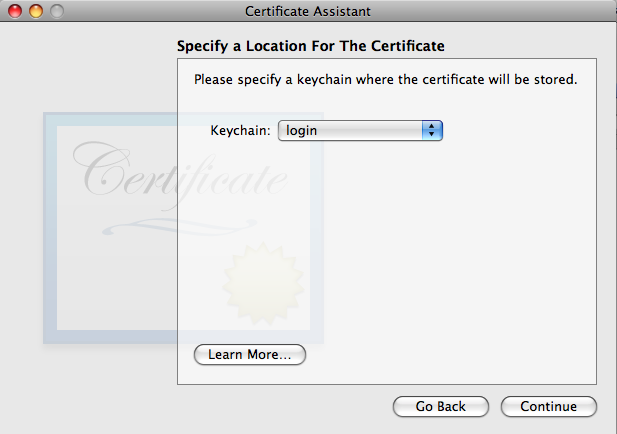 Certificate Assistant
Specify a Location For The Certificate
Please specify a keychain where the certificate will be stored.
Keychain: login
Certificate
Learn More...
Go Back Continue